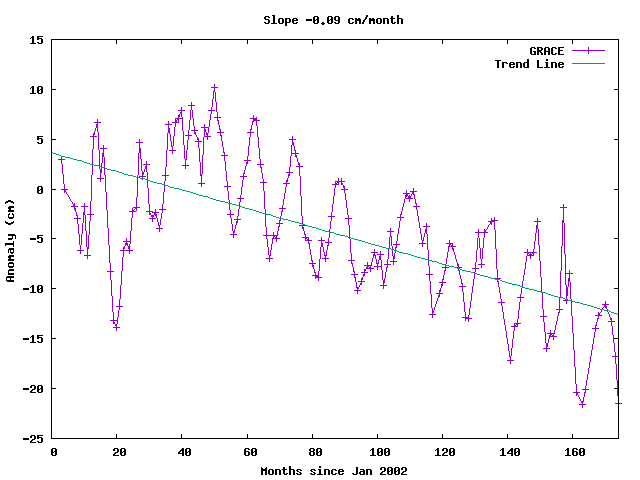 Slope -0.09 cm/month
GRACE
Trend Line
15
10
5
0
-5
-10
-15
-20
-25
Anomaly (cm)
0 20 40 60 80 100 120 140 160
Months since Jan 2002